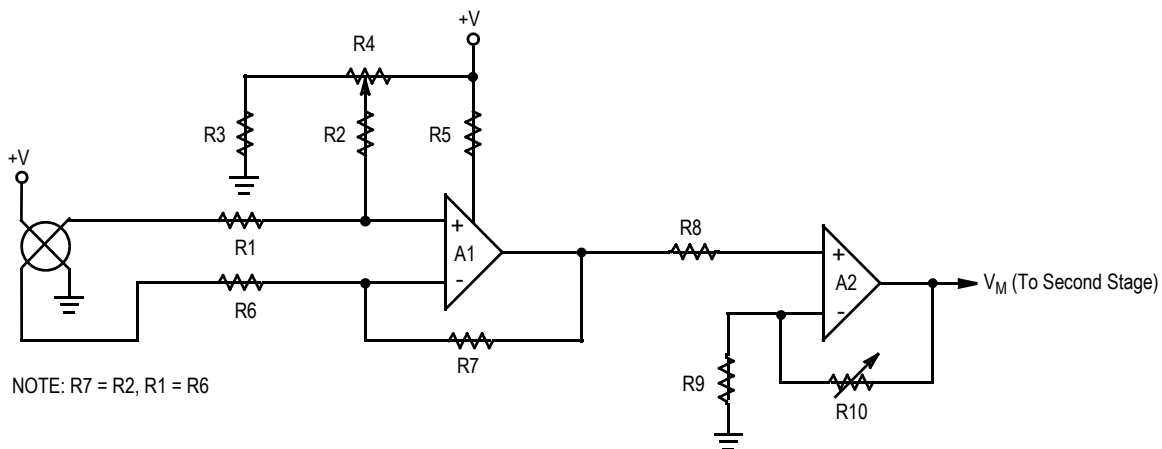 +V
R4
R3
R2
R5
+V
R1
+
A1
-
R6
R7
R8
+
A2
-
V_M (To Second Stage)
R9
R10
NOTE: R7 = R2, R1 = R6